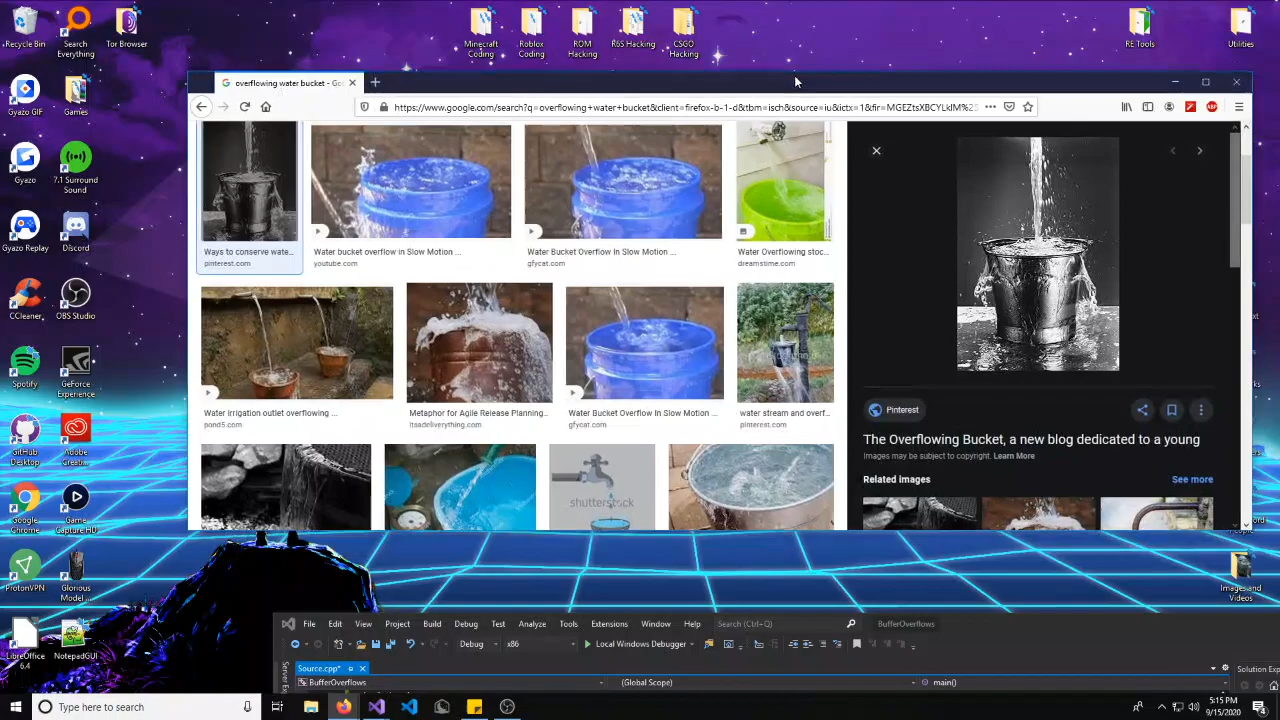 Recycle Bin
Search Everything
Tor Browser
Minecraft Coding
Roblox Coding
ROM Hacking
R6S Hacking
CSGO Hacking
RE Tools
Utilities
Gyazo GIF
Games
Gyazo
7.1 Surround Sound
Gyazo Replay
Discord
CCleaner
OBS Studio
Spotify
GeForce Experience
GitHub Desktop
Adobe Creati...
Google Chrome
Game Capture HD
ProtonVPN
Glorious Model ...
LibreOffice 6.4
NotepadGUI
Images and Videos
overflowing water bucket - Go
https://www.google.com/search?q=overflowing+water+bucket&client=firefox-b-1-d&tbm=isch&source=iu&ictx=1&fir=MGEZtsXBCYLkIM%25
ABP
Ways to conserve wate...
pinterest.com
Water bucket overflow in Slow Motion ...
youtube.com
Water Bucket Overflow In Slow Motion ...
gfycat.com
Water Overflowing stoc...
dreamstime.com
Water irrigation outlet overflowing ...
pond5.com
Metaphor for Agile Release Planning...
itsadeliverything.com
Water Bucket Overflow In Slow Motion ...
gfycat.com
water stream and overf...
pinterest.com
shutterstock
Pinterest
The Overflowing Bucket, a new blog dedicated to a young
Images may be subject to copyright. Learn More
Related images
See more
File Edit View Project Build Debug Test Analyze Tools Extensions Window Help Search (Ctrl+Q) BufferOverflows
Debug x86 Local Windows Debugger
Source.cpp*
Solution Exp
BufferOverflows (Global Scope) main()
Type here to search
5:15 PM
9/15/2020
4